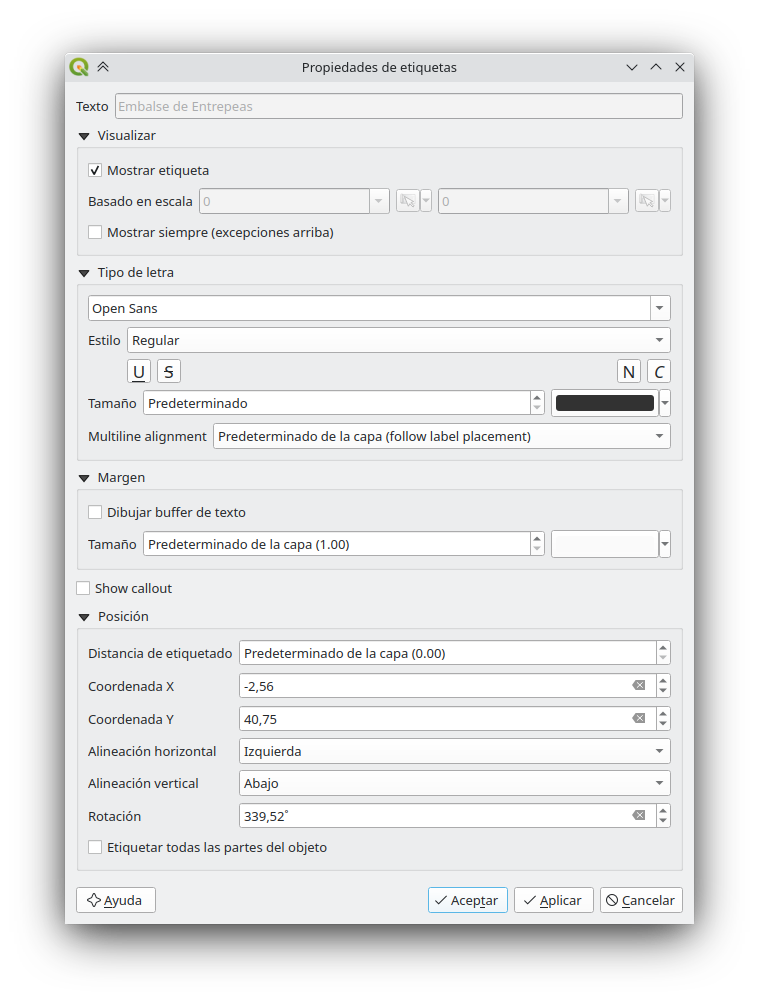 Propiedades de etiquetas
Texto Embalse de Entrepeas
Visualizar
Mostrar etiqueta
Basado en escala 0 0
Mostrar siempre (excepciones arriba)
Tipo de letra
Open Sans
Estilo Regular
U S N C
Tamaño Predeterminado
Multiline alignment Predeterminado de la capa (follow label placement)
Margen
Dibujar buffer de texto
Tamaño Predeterminado de la capa (1.00)
Show callout
Posición
Distancia de etiquetado Predeterminado de la capa (0.00)
Coordenada X -2,56
Coordenada Y 40,75
Alineación horizontal Izquierda
Alineación vertical Abajo
Rotación 339,52˚
Etiquetar todas las partes del objeto
Ayuda Aceptar Aplicar Cancelar